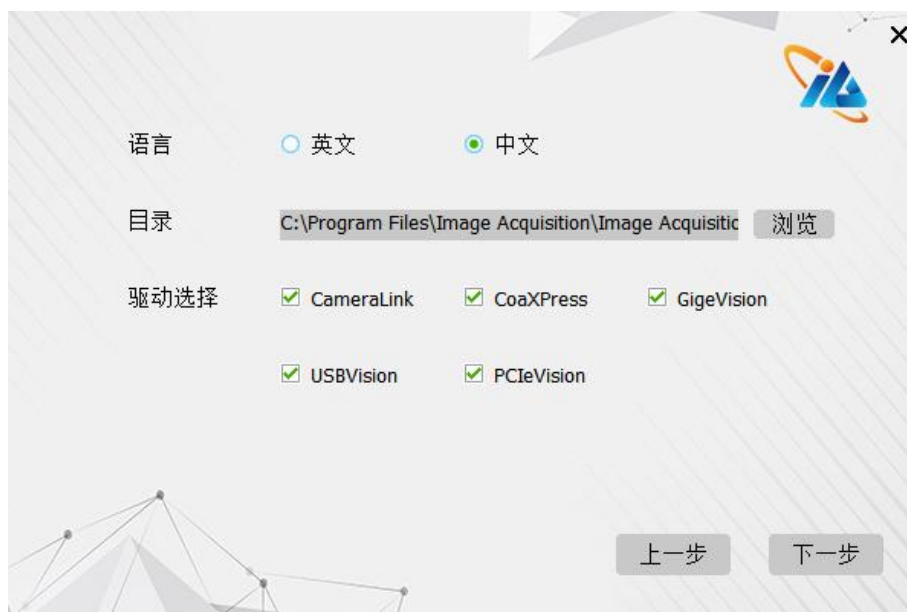 语言 英文 中文
目录 C:\Program Files\Image Acquisition\Image Acquisitic 浏览
驱动选择 CameraLink CoaXPress GigeVision
USBVision PCIeVision
上一步 下一步